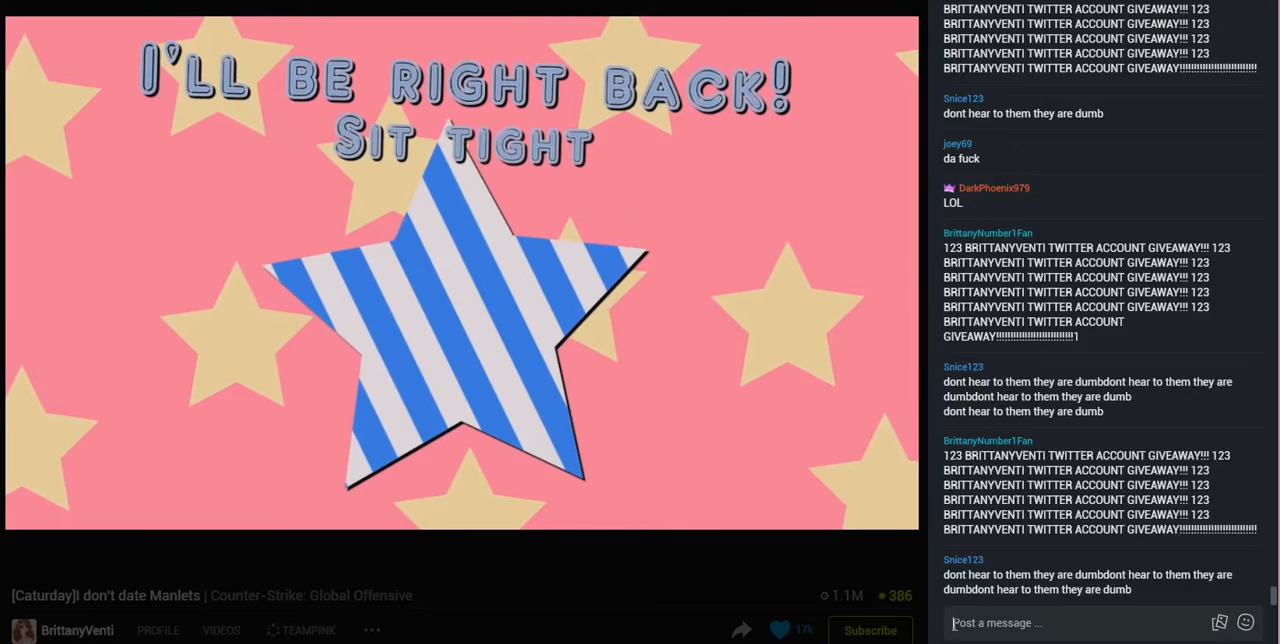 I'LL BE RIGHT BACK!
SIT TIGHT
[Caturday]I don't date Manlets | Counter-Strike: Global Offensive
1.1M 386
BrittanyVenti PROFILE VIDEOS TEAMPINK 17k Subscribe
BRITTANYVENTI TWITTER ACCOUNT GIVEAWAY!!! 123
BRITTANYVENTI TWITTER ACCOUNT GIVEAWAY!!! 123
BRITTANYVENTI TWITTER ACCOUNT GIVEAWAY!!! 123
BRITTANYVENTI TWITTER ACCOUNT GIVEAWAY!!! 123
BRITTANYVENTI TWITTER ACCOUNT GIVEAWAY!!!!!!!!!!!!!!!!!!!!!!!!!!!
Snice123
dont hear to them they are dumb
joey69
da fuck
DarkPhoenix979
LOL
BrittanyNumber1Fan
123 BRITTANYVENTI TWITTER ACCOUNT GIVEAWAY!!! 123
BRITTANYVENTI TWITTER ACCOUNT GIVEAWAY!!! 123
BRITTANYVENTI TWITTER ACCOUNT GIVEAWAY!!! 123
BRITTANYVENTI TWITTER ACCOUNT GIVEAWAY!!! 123
BRITTANYVENTI TWITTER ACCOUNT GIVEAWAY!!! 123
BRITTANYVENTI TWITTER ACCOUNT
GIVEAWAY!!!!!!!!!!!!!!!!!!!!!!!!!!!1
Snice123
dont hear to them they are dumbdont hear to them they are
dumbdont hear to them they are dumb
dont hear to them they are dumb
BrittanyNumber1Fan
123 BRITTANYVENTI TWITTER ACCOUNT GIVEAWAY!!! 123
BRITTANYVENTI TWITTER ACCOUNT GIVEAWAY!!! 123
BRITTANYVENTI TWITTER ACCOUNT GIVEAWAY!!! 123
BRITTANYVENTI TWITTER ACCOUNT GIVEAWAY!!! 123
BRITTANYVENTI TWITTER ACCOUNT GIVEAWAY!!! 123
BRITTANYVENTI TWITTER ACCOUNT GIVEAWAY!!!!!!!!!!!!!!!!!!!!!!!!!!!
Snice123
dont hear to them they are dumbdont hear to them they are
dumbdont hear to them they are dumb
Post a message ...